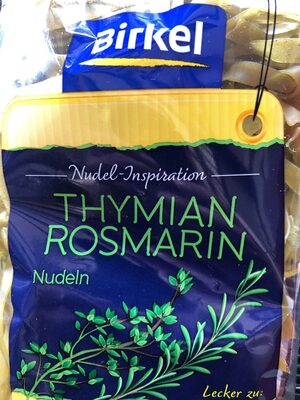 Birkel
Nudel-Inspiration
THYMIAN
ROSMARIN
Nudeln
Lecker zu: